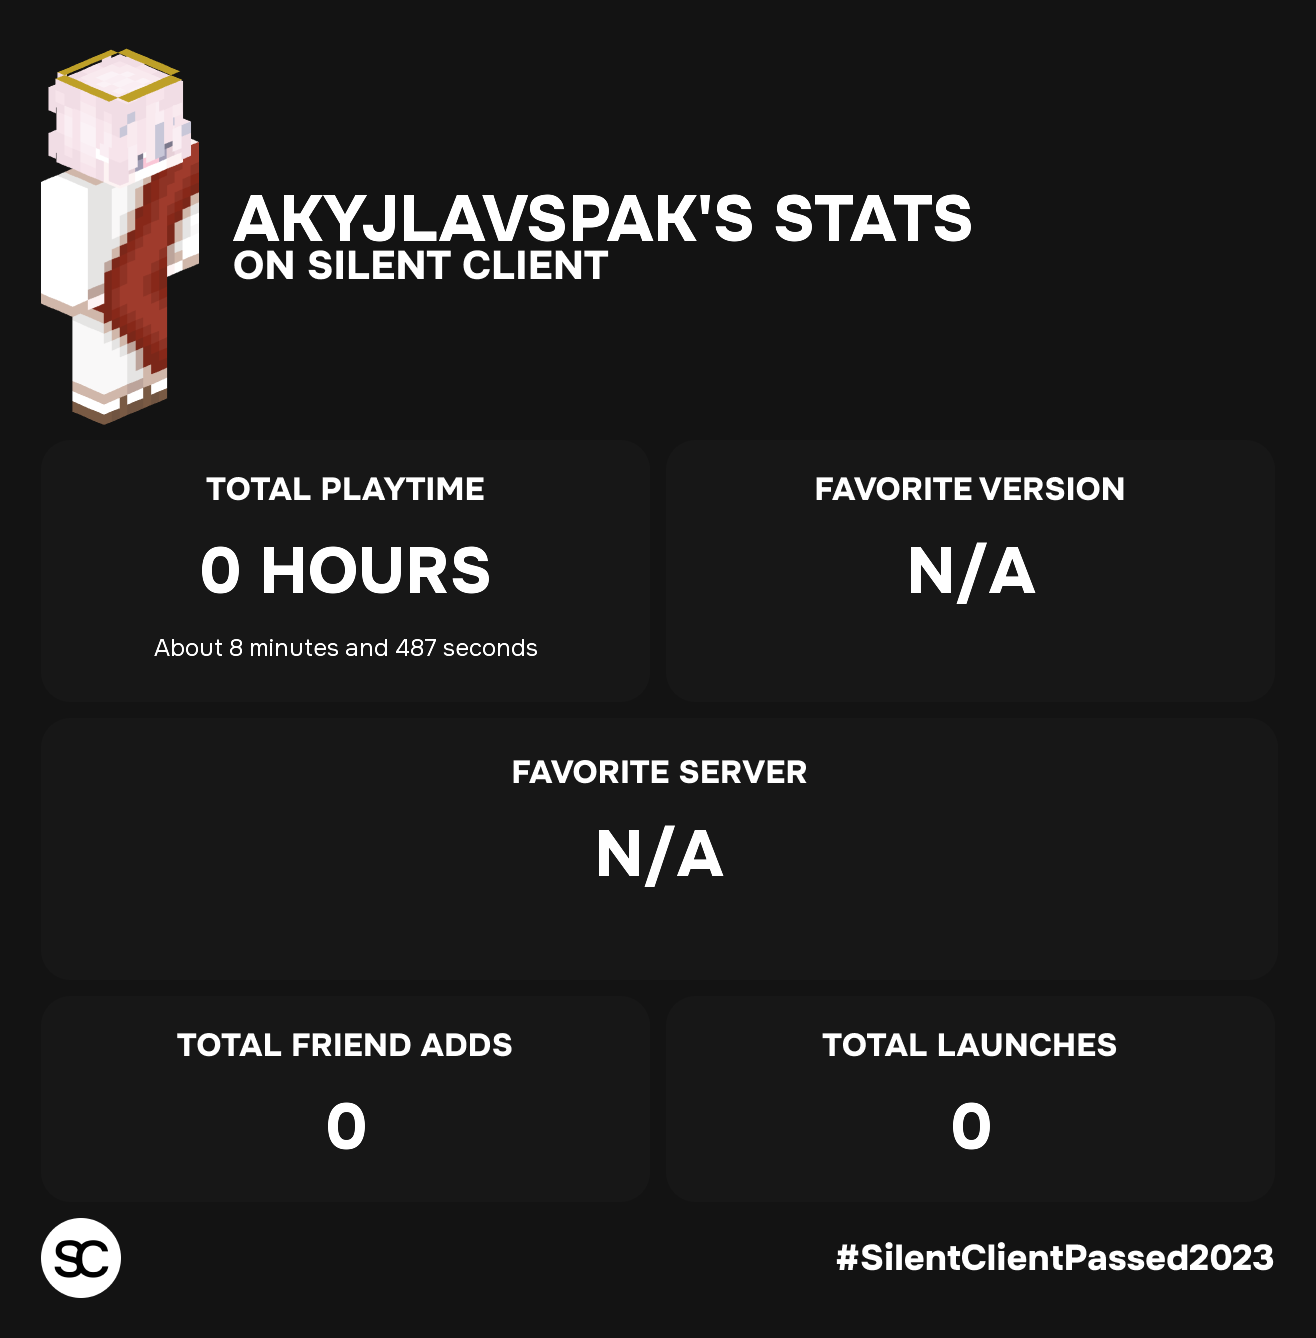 AKYJLAVSPAK'S STATS
ON SILENT CLIENT
TOTAL PLAYTIME
0 HOURS
About 8 minutes and 487 seconds
FAVORITE VERSION
N/A
FAVORITE SERVER
N/A
TOTAL FRIEND ADDS
0
TOTAL LAUNCHES
0
SC
#SilentClientPassed2023